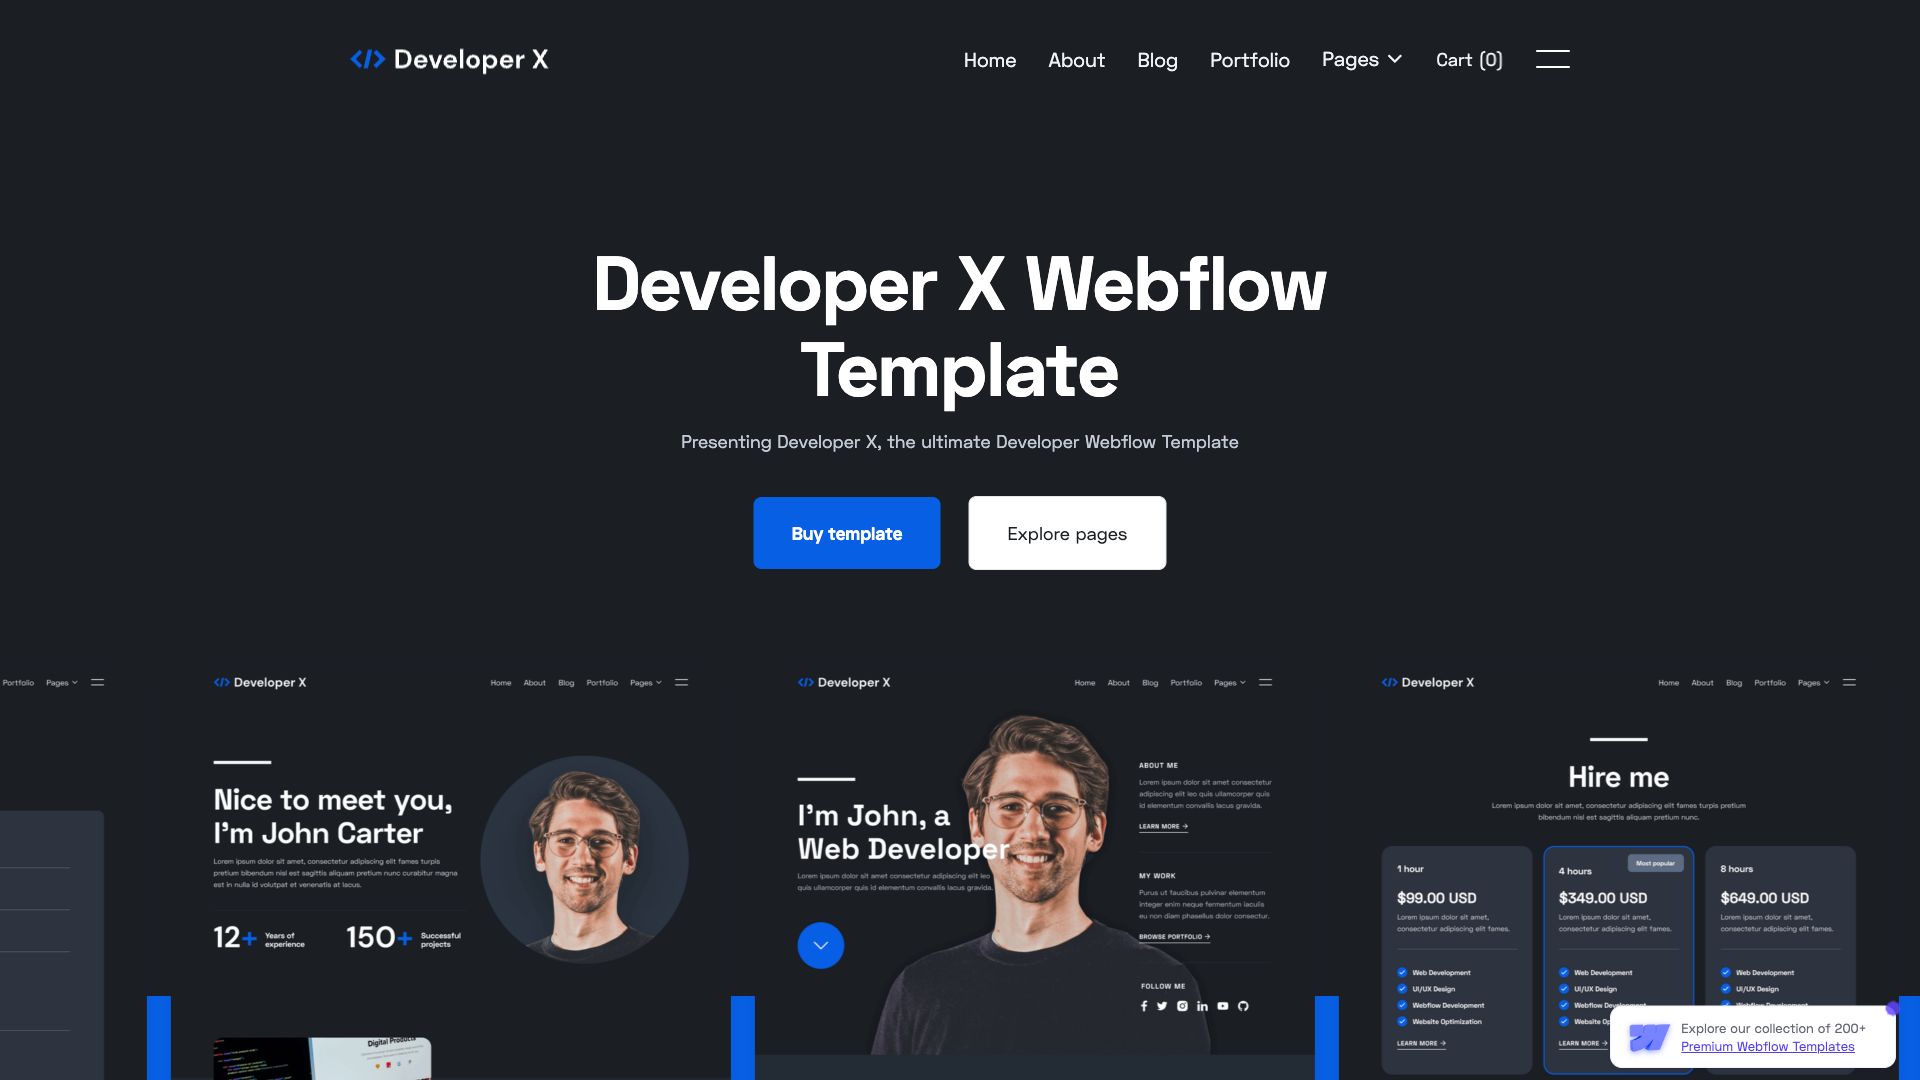 </> Developer X
Home About Blog Portfolio Pages Cart (0)
Developer X Webflow
Template
Presenting Developer X, the ultimate Developer Webflow Template
Buy template
Explore pages
Portfolio Pages
</> Developer X
Home About Blog Portfolio Pages
Nice to meet you,
I'm John Carter
Lorem ipsum dolor sit amet, consectetur adipiscing elit fames turpis
pretium bibendum nisl est sagittis aliquam pretium nunc curabitur magna
est in nulla id volutpat et venenatis at lacus.
12+ Years of
experience
150+ Successful
projects
Digital Products
</> Developer X
Home About Blog Portfolio Pages
I'm John, a
Web Developer
Lorem ipsum dolor sit amet, consectetur adipiscing elit leo
quis ullamcorper quis id elementum convallis lacus gravida.
ABOUT ME
Lorem ipsum dolor sit amet consectetur
adipiscing elit leo quis ullamcorper quis
id elementum convallis lacus gravida.
LEARN MORE →
MY WORK
Purus ut faucibus pulvinar elementum
integer enim neque fermentum iaculis
eu non diam phasellus dolor consectur.
BROWSE PORTFOLIO →
FOLLOW ME
</> Developer X
Home About Blog Portfolio Pages
Hire me
Lorem ipsum dolor sit amet, consectetur adipiscing elit fames turpis pretium
bibendum nisl est sagittis aliquam pretium nunc.
1 hour
$99.00 USD
Lorem ipsum dolor sit amet,
consectetur adipiscing elit fames.
Web Development
UI/UX Design
Webflow Development
Website Optimization
LEARN MORE →
Most popular
4 hours
$349.00 USD
Lorem ipsum dolor sit amet,
consectetur adipiscing elit fames.
Web Development
UI/UX Design
Webflow Development
Website Op
LEARN MORE →
8 hours
$649.00 USD
Lorem ipsum dolor sit amet,
consectetur adipiscing elit fames.
Web Development
UI/UX Design
Explore our collection of 200+
Premium Webflow Templates